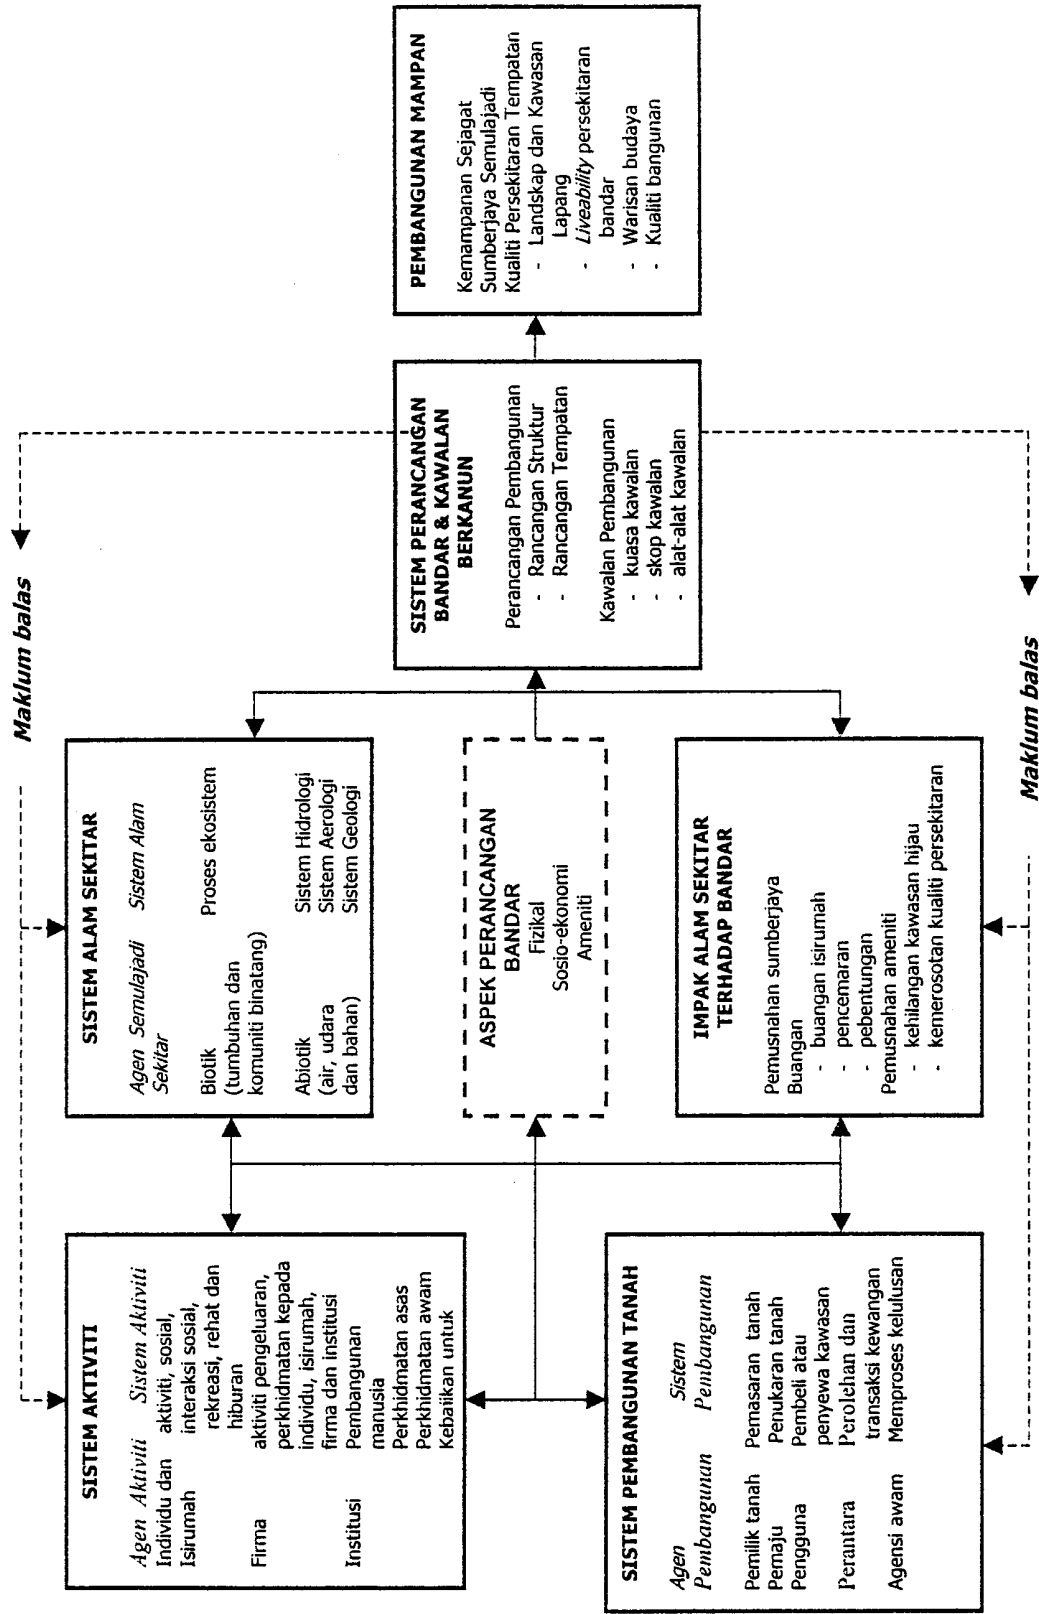 Maklum balas
SISTEM AKTIVITI
Agen Aktiviti Sistem Aktiviti
Individu dan aktiviti, sosial,
Isirumah interaksi sosial,
rekreasi, rehat dan
hiburan
Firma aktiviti pengeluaran,
perkhidmatan kepada
individu, isirumah,
firma dan institusi
Institusi Pembangunan
manusia
Perkhidmatan asas
Perkhidmatan awam
Kebaiikan untuk
SISTEM ALAM SEKITAR
Agen Semulajadi Sistem Alam
Sekitar
Biotik Proses ekosistem
(tumbuhan dan
komuniti binatang)
Abiotik Sistem Hidrologi
(air, udara Sistem Aerologi
dan bahan) Sistem Geologi
ASPEK PERANCANGAN
BANDAR
Fizikal
Sosio-ekonomi
Ameniti
SISTEM PEMBANGUNAN TANAH
Agen Sistem
Pembangunan Pembangunan
Pemilik tanah Pemasaran tanah
Pemaju Penukaran tanah
Pengguna Pembeli atau
penyewa kawasan
Perantara Perolehan dan
transaksi kewangan
Agensi awam Memproses kelulusan
IMPAK ALAM SEKITAR
TERHADAP BANDAR
Pemusnahan sumberjaya
Buangan
- buangan isirumah
- pencemaran
- pebentungan
Pemusnahan ameniti
- kehilangan kawasan hijau
- kemerosotan kualiti persekitaran
SISTEM PERANCANGAN
BANDAR & KAWALAN
BERKANUN
Perancangan Pembangunan
- Rancangan Struktur
- Rancangan Tempatan
Kawalan Pembangunan
- kuasa kawalan
- skop kawalan
- alat-alat kawalan
PEMBANGUNAN MAMPAN
Kemampanan Sejagat
Sumberjaya Semulajadi
Kualiti Persekitaran Tempatan
- Landskap dan Kawasan
Lapang
- Liveability persekitaran
bandar
- Warisan budaya
- Kualiti bangunan
Maklum balas